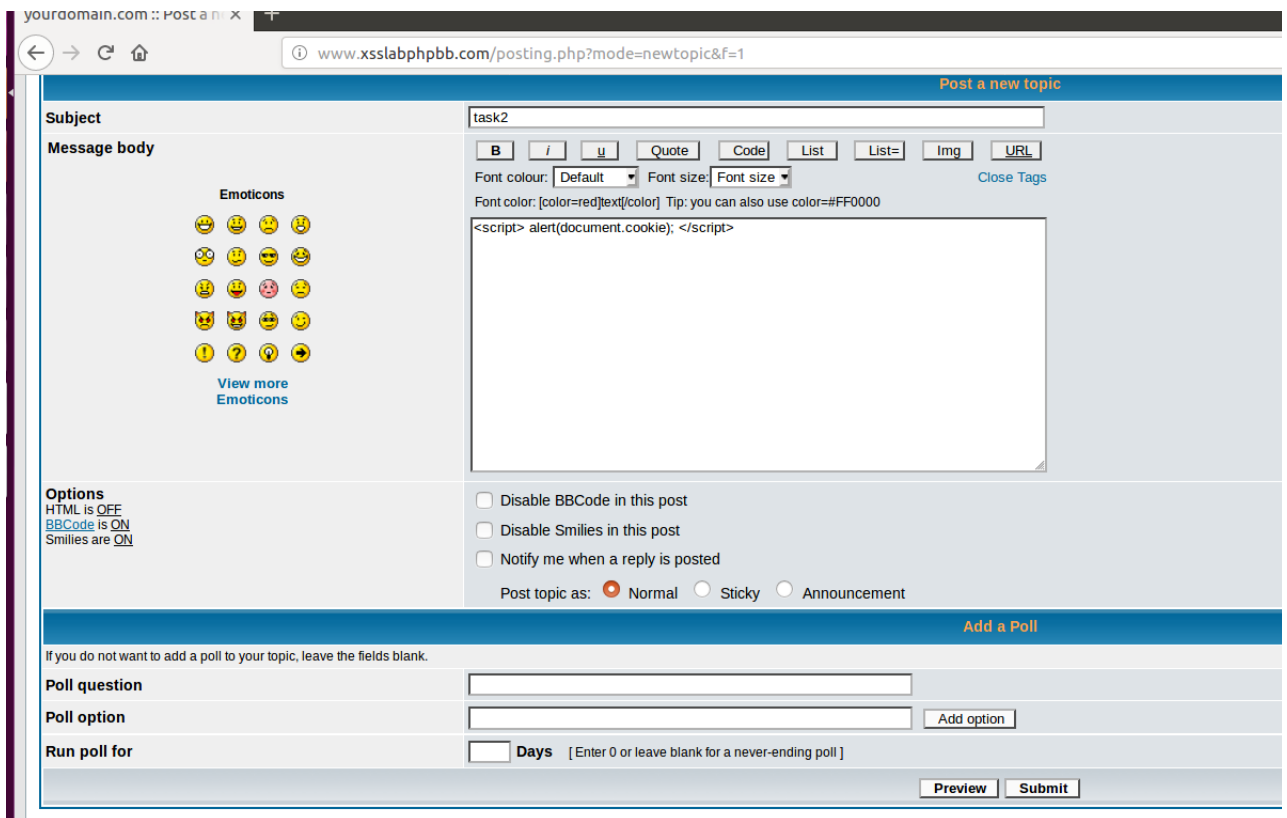 yourdomain.com :: Post a n
www.xsslabphpbb.com/posting.php?mode=newtopic&f=1
Post a new topic
Subject
task2
Message body
B i u Quote Code List List= Img URL
Font colour: Default Font size: Font size Close Tags
Font color: [color=red]text[/color] Tip: you can also use color=#FF0000
Emoticons
<script> alert(document.cookie); </script>
View more
Emoticons
Options
HTML is OFF
BBCode is ON
Smilies are ON
Disable BBCode in this post
Disable Smilies in this post
Notify me when a reply is posted
Post topic as: Normal Sticky Announcement
Add a Poll
If you do not want to add a poll to your topic, leave the fields blank.
Poll question
Poll option
Add option
Run poll for
Days [ Enter 0 or leave blank for a never-ending poll ]
Preview Submit